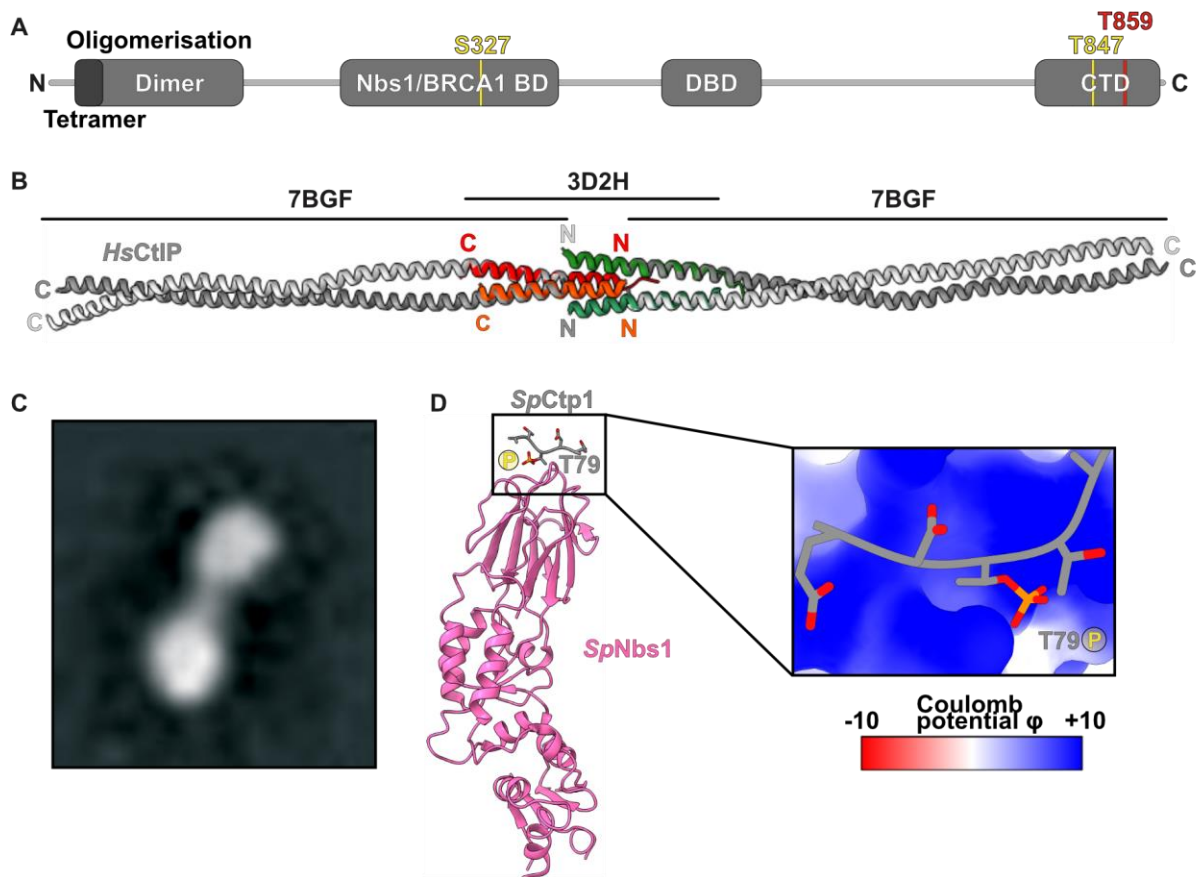 A
Oligomerisation
S327
T859
T847
N
Dimer
Nbs1/BRCA1 BD
DBD
CTD
C
Tetramer
B
3D2H
7BGF
7BGF
HsCtIP
C
N
N
C
C
C
C
C
N
N
C
D
SpCtp1
P
T79
SpNbs1
T79 P
-10
Coulomb
potential φ
+10